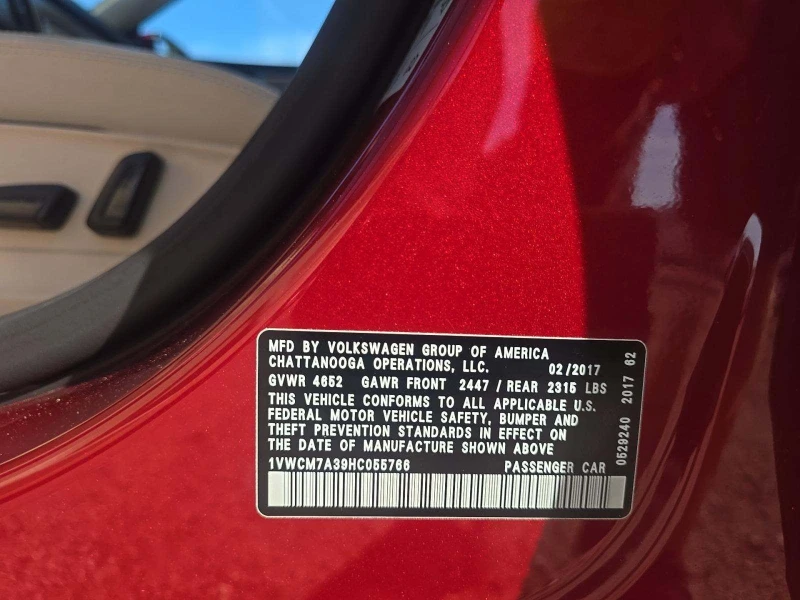 MFD BY VOLKSWAGEN GROUP OF AMERICA
CHATTANOOGA OPERATIONS, LLC. 02/2017
GVWR 4652 GAWR FRONT 2447 / REAR 2315 LBS
THIS VEHICLE CONFORMS TO ALL APPLICABLE U.S.
FEDERAL MOTOR VEHICLE SAFETY, BUMPER AND
THEFT PREVENTION STANDARDS IN EFFECT ON
THE DATE OF MANUFACTURE SHOWN ABOVE
1VWCM7A39HC055766 PASSENGER CAR
0529240 2017 62